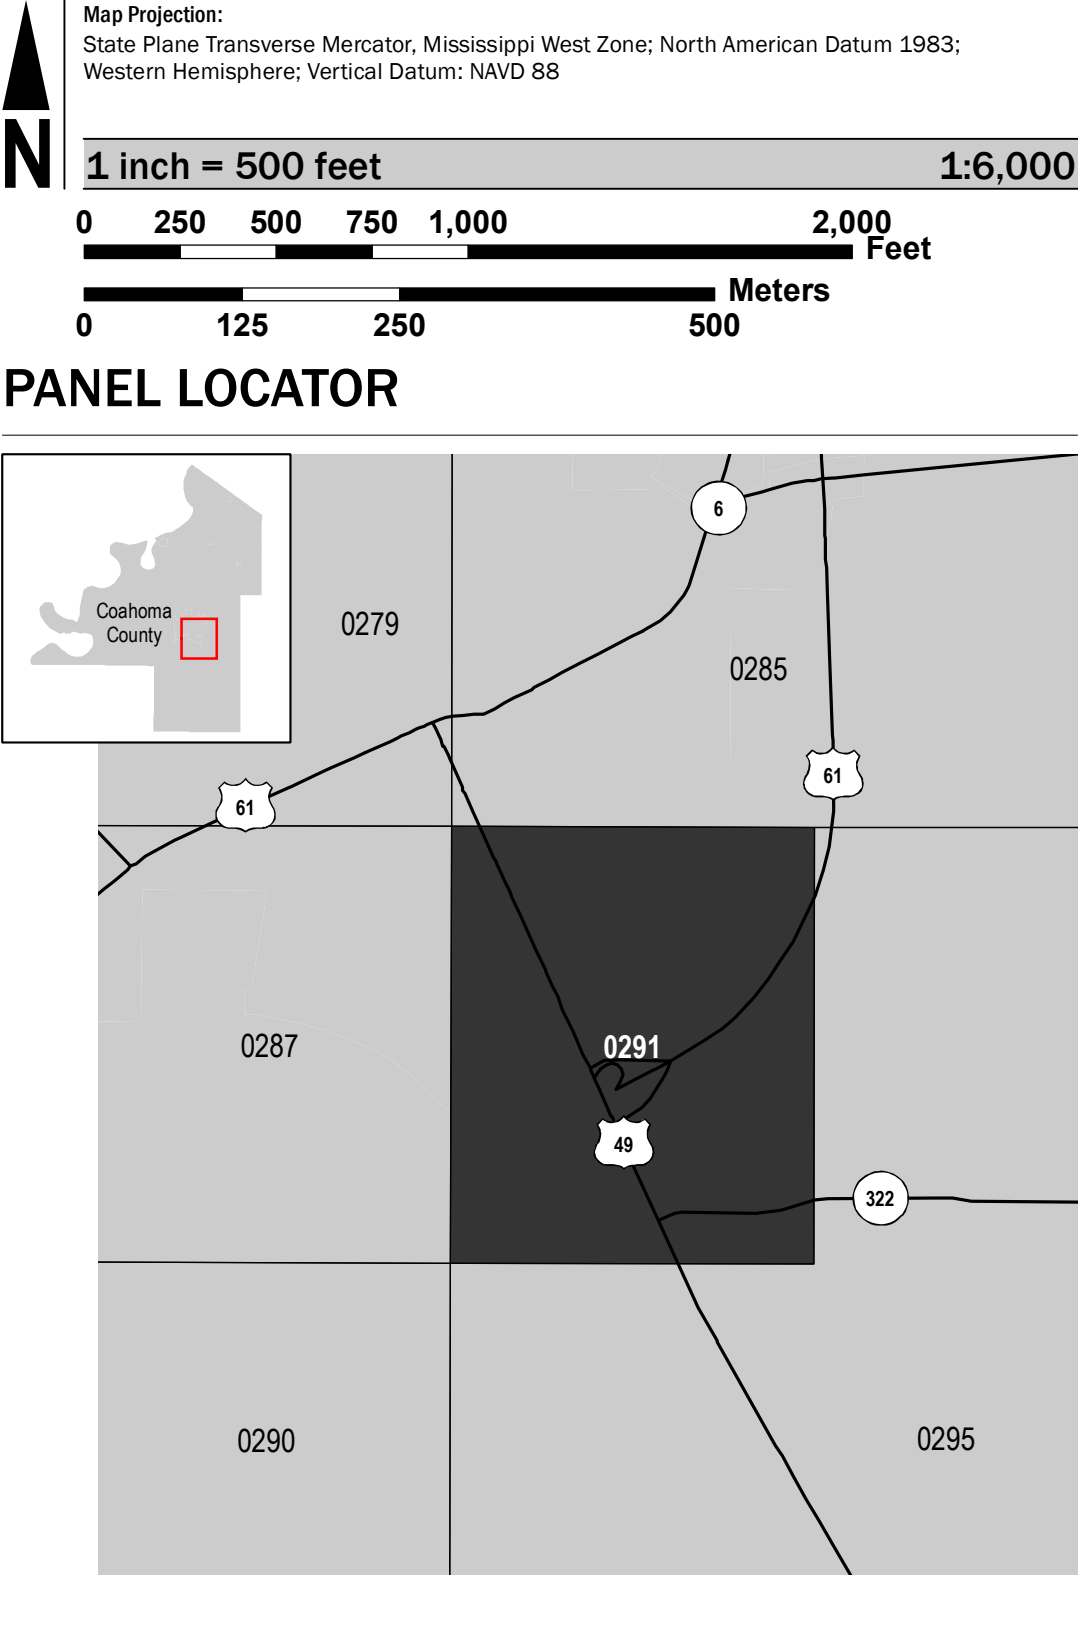 Map Projection:
State Plane Transverse Mercator, Mississippi West Zone; North American Datum 1983;
Western Hemisphere; Vertical Datum: NAVD 88
N
1 inch = 500 feet 1:6,000
0 250 500 750 1,000 2,000
Feet
Meters
0 125 250 500
PANEL LOCATOR
6
Coahoma
County
0279
0285
61
61
0287
0291
49
322
0290
0295